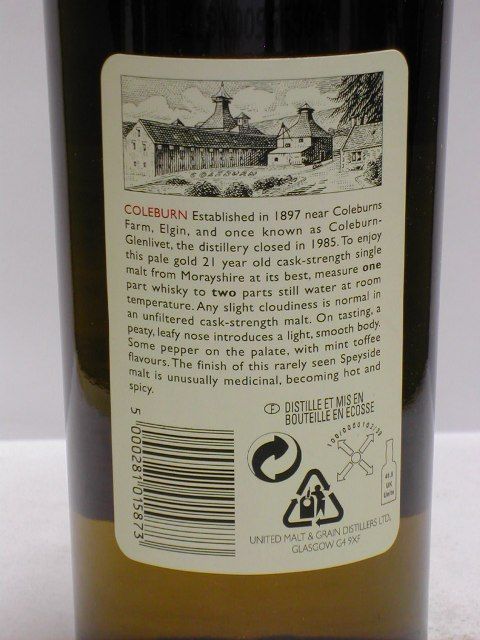 COLEBURN
COLEBURN Established in 1897 near Coleburns
Farm, Elgin, and once known as Coleburn-
Glenlivet, the distillery closed in 1985. To enjoy
this pale gold 21 year old cask-strength single
malt from Morayshire at its best, measure one
part whisky to two parts still water at room
temperature. Any slight cloudiness is normal in
an unfiltered cask-strength malt. On tasting, a
peaty, leafy nose introduces a light, smooth body.
Some pepper on the palate, with mint toffee
flavours. The finish of this rarely seen Speyside
malt is unusually medicinal, becoming hot and
spicy.
DISTILLE ET MIS EN
BOUTEILLE EN ECOSSE
5 000281 015873
UK
UNITED MALT & GRAIN DISTILLERS LTD,
GLASGOW G4 9XF